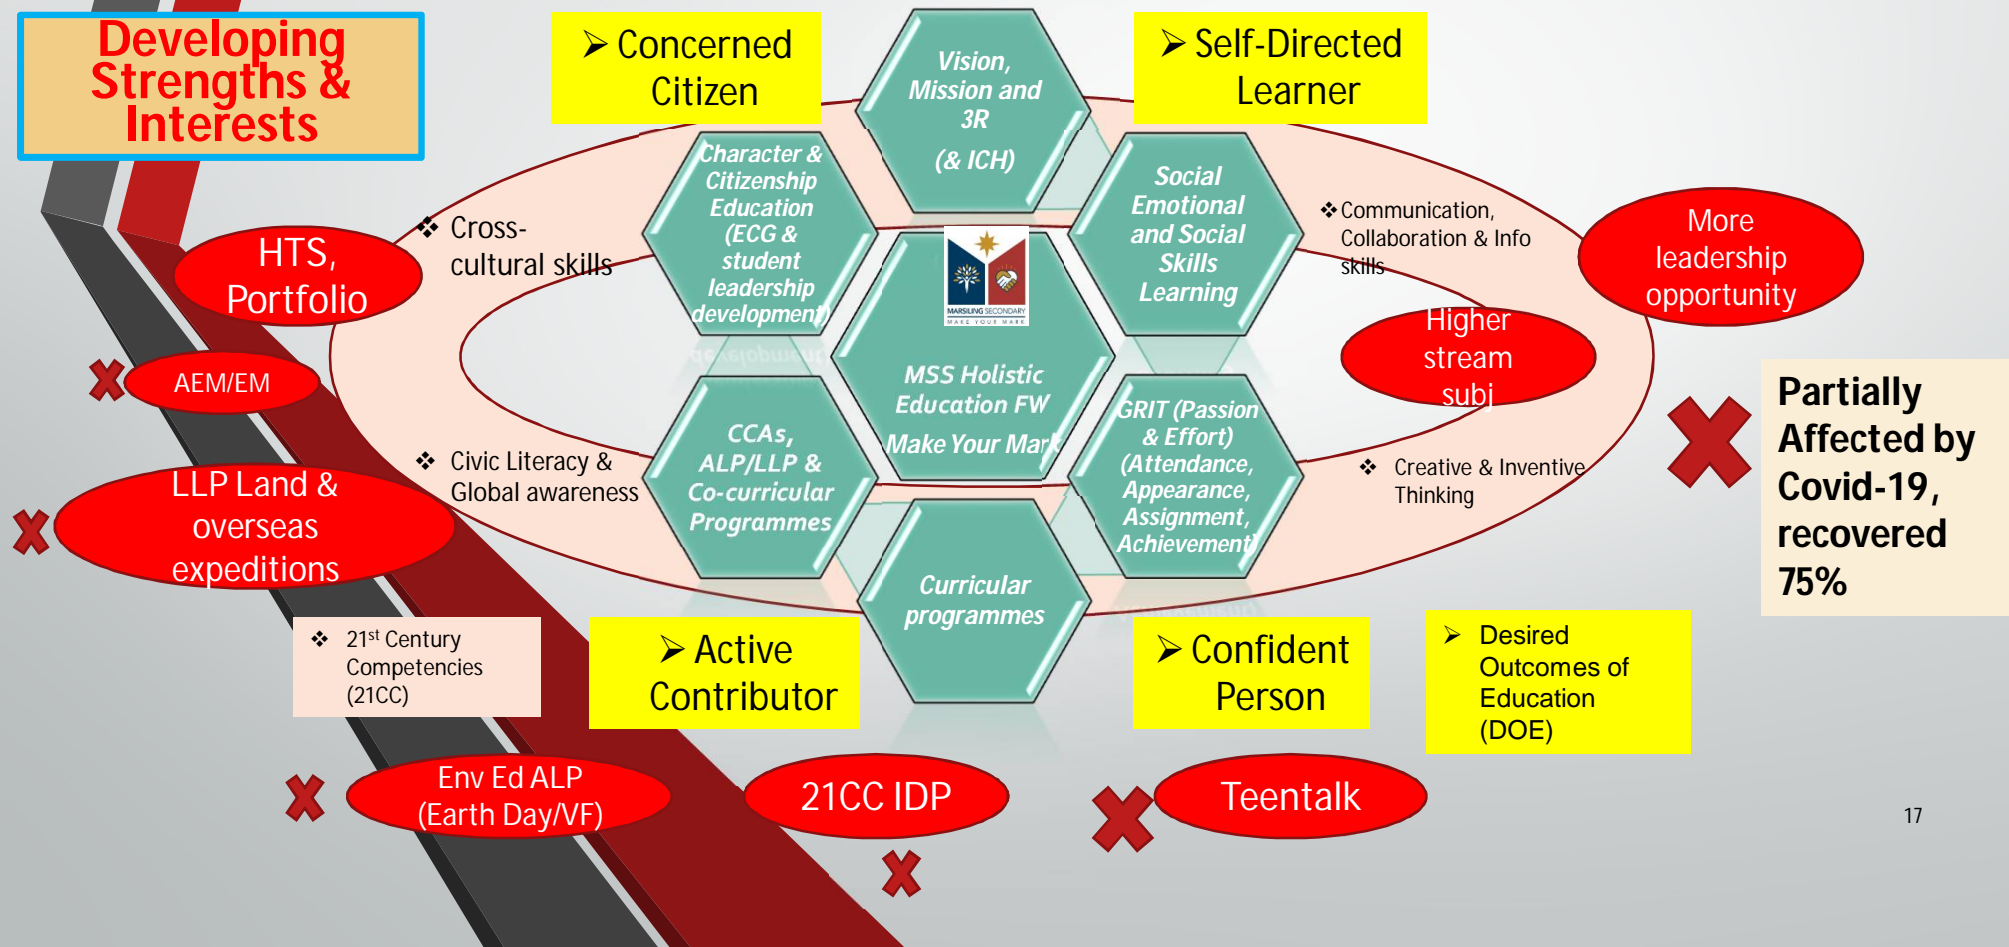 Developing
Strengths &
Interests
➢ Concerned
Citizen
Vision,
Mission and
3R
(& ICH)
➢ Self-Directed
Learner
Character &
Citizenship
Education
(ECG &
student
leadership
development)
Social
Emotional
and Social
Skills
Learning
❖ Cross-
cultural skills
❖ Communication,
Collaboration & Info
skills
HTS,
Portfolio
More
leadership
opportunity
MARSILING SECONDARY
MAKE YOUR MARK
MSS Holistic
Education FW
Make Your Mark
Higher
stream
subj
AEM/EM
Partially
Affected by
Covid-19,
recovered
75%
❖ Civic Literacy &
Global awareness
CCAs,
ALP/LLP &
Co-curricular
Programmes
GRIT (Passion
& Effort)
(Attendance,
Appearance,
Assignment,
Achievement)
❖ Creative & Inventive
Thinking
LLP Land &
overseas
expeditions
Curricular
programmes
❖ 21st Century
Competencies
(21CC)
➢ Active
Contributor
➢ Confident
Person
➢ Desired
Outcomes of
Education
(DOE)
Env Ed ALP
(Earth Day/VF)
21CC IDP
Teentalk
17